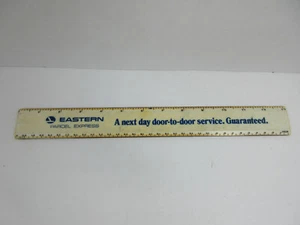 EASTERN
PARCEL EXPRESS
A next day door-to-door service. Guaranteed.